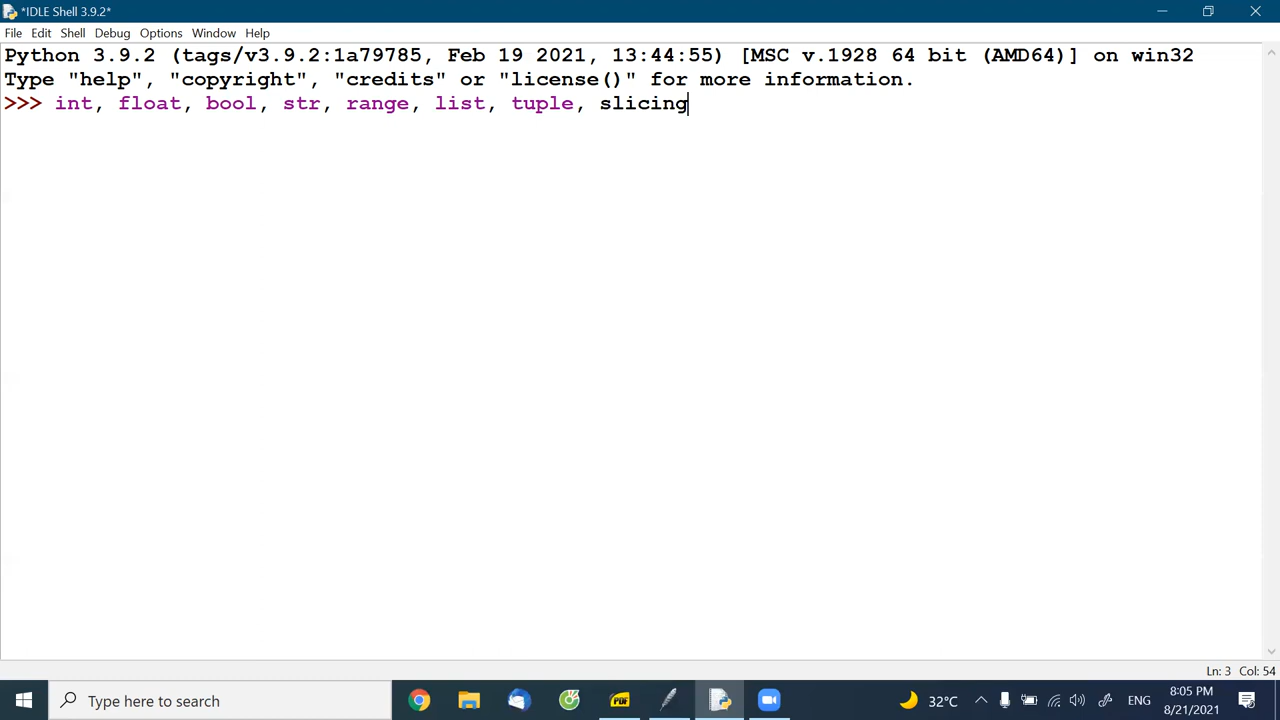 *IDLE Shell 3.9.2*
File Edit Shell Debug Options Window Help
Python 3.9.2 (tags/v3.9.2:1a79785, Feb 19 2021, 13:44:55) [MSC v.1928 64 bit (AMD64)] on win32
Type "help", "copyright", "credits" or "license()" for more information.
>>> int, float, bool, str, range, list, tuple, slicing
Ln: 3 Col: 54
Type here to search
PDF
32°C
ENG
8:05 PM
8/21/2021